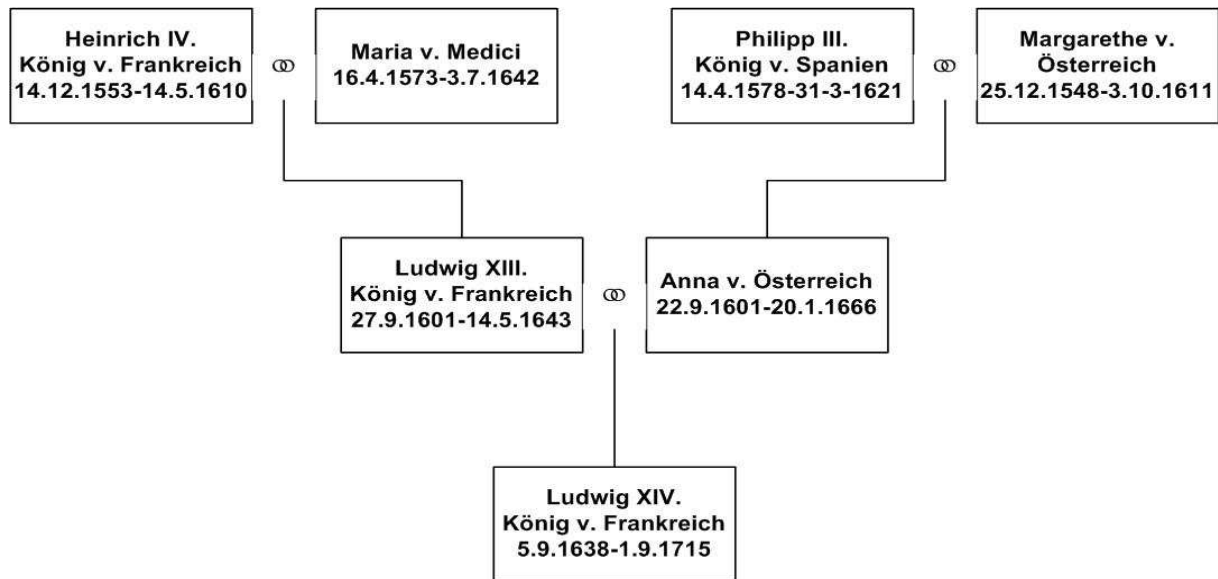 Heinrich IV.
König v. Frankreich
14.12.1553-14.5.1610
Maria v. Medici
16.4.1573-3.7.1642
Philipp III.
König v. Spanien
14.4.1578-31-3-1621
Margarethe v.
Österreich
25.12.1548-3.10.1611
Ludwig XIII.
König v. Frankreich
27.9.1601-14.5.1643
Anna v. Österreich
22.9.1601-20.1.1666
Ludwig XIV.
König v. Frankreich
5.9.1638-1.9.1715